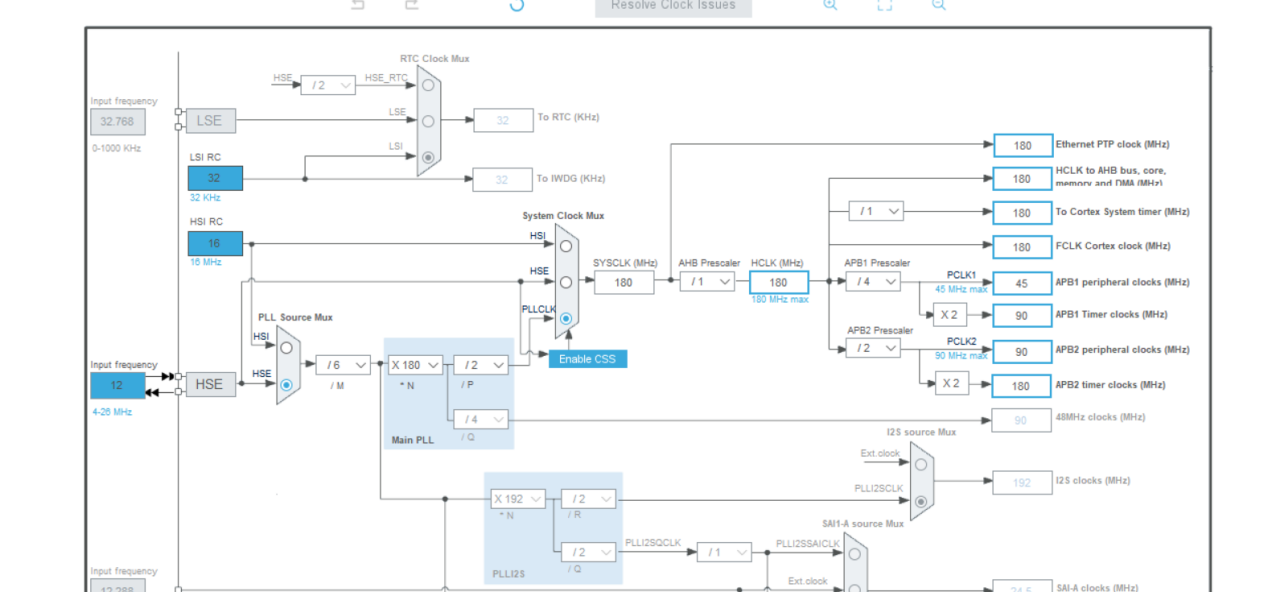 Resolve Clock Issues
RTC Clock Mux
HSE
/ 2
HSE_RTC
Input frequency
32.768
0-1000 KHz
LSE
LSE
32
To RTC (KHz)
LSI
LSI RC
32
32 KHz
32
To IWDG (KHz)
HSI RC
16
16 MHz
System Clock Mux
HSI
HSE
PLLCLK
SYSCLK (MHz)
180
AHB Prescaler
/ 1
HCLK (MHz)
180
180 MHz max
180
Ethernet PTP clock (MHz)
180
HCLK to AHB bus, core,
memory and DMA (MHz)
/ 1
180
To Cortex System timer (MHz)
180
FCLK Cortex clock (MHz)
APB1 Prescaler
/ 4
PCLK1
45 MHz max
45
APB1 peripheral clocks (MHz)
X 2
90
APB1 Timer clocks (MHz)
APB2 Prescaler
/ 2
PCLK2
90 MHz max
90
APB2 peripheral clocks (MHz)
X 2
180
APB2 timer clocks (MHz)
Enable CSS
PLL Source Mux
HSI
HSE
Input frequency
12
4-26 MHz
HSE
/ 6
/ M
X 180
* N
/ 2
/ P
/ 4
/ Q
Main PLL
90
48MHz clocks (MHz)
I2S source Mux
Ext.clock
PLLI2SCLK
192
I2S clocks (MHz)
X 192
* N
/ 2
/ R
/ 2
/ Q
PLLI2S
PLLI2SQCLK
/ 1
SAI1-A source Mux
PLLI2SSAICLK
Ext.clock
Input frequency
12.288
24.5
SAI-A clocks (MHz)